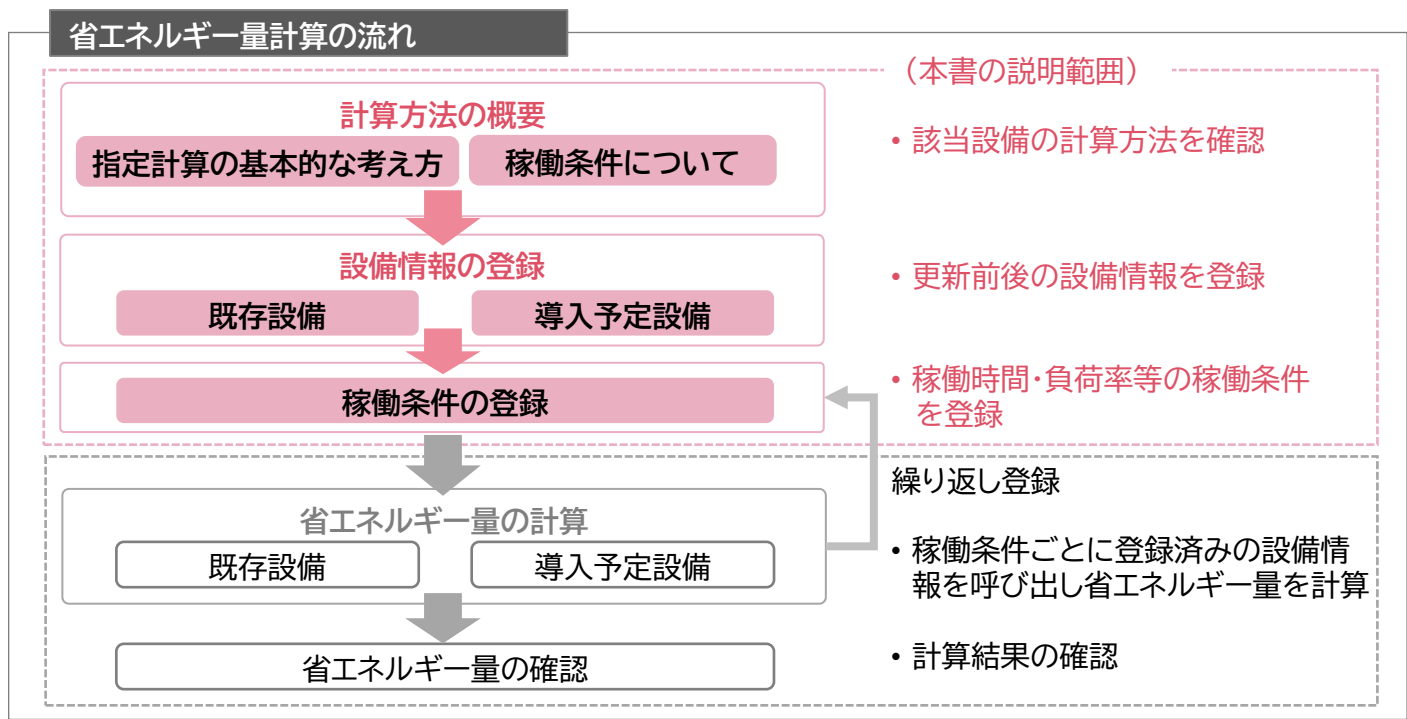 省エネルギー量計算の流れ
(本書の説明範囲)
計算方法の概要
指定計算の基本的な考え方
稼働条件について
・該当設備の計算方法を確認
設備情報の登録
既存設備
導入予定設備
・更新前後の設備情報を登録
稼働条件の登録
・稼働時間・負荷率等の稼働条件
を登録
繰り返し登録
省エネルギー量の計算
既存設備
導入予定設備
・稼働条件ごとに登録済みの設備情
報を呼び出し省エネルギー量を計算
省エネルギー量の確認
・計算結果の確認